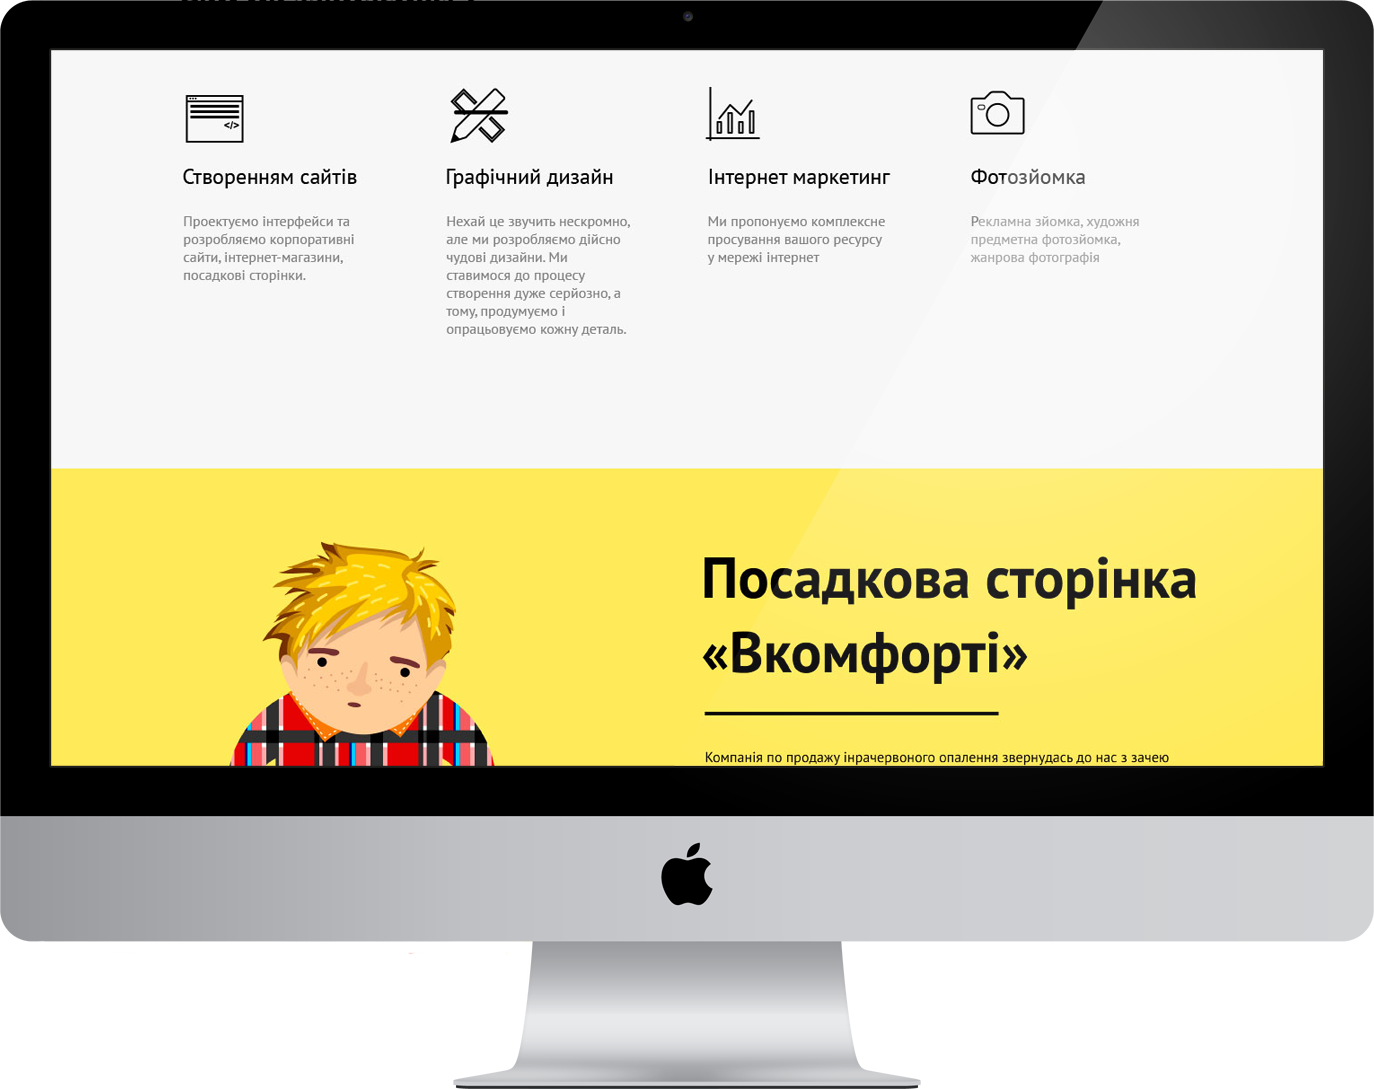 Створенням сайтів
Проектуємо інтерфейси та
розробляємо корпоративні
сайти, інтернет-магазини,
посадкові сторінки.
Графічний дизайн
Нехай це звучить нескромно,
але ми розробляємо дійсно
чудові дизайни. Ми
ставимося до процесу
створення дуже серйозно, а
тому, продумуємо і
опрацьовуємо кожну деталь.
Інтернет маркетинг
Ми пропонуємо комплексне
просування вашого ресурсу
у мережі інтернет
Фотозйомка
Рекламна зйомка, художня
предметна фотозйомка,
жанрова фотографія
Посадкова сторінка
«Вкомфорті»
Компанія по продажу інрачервоного опалення звернудась до нас з зачею